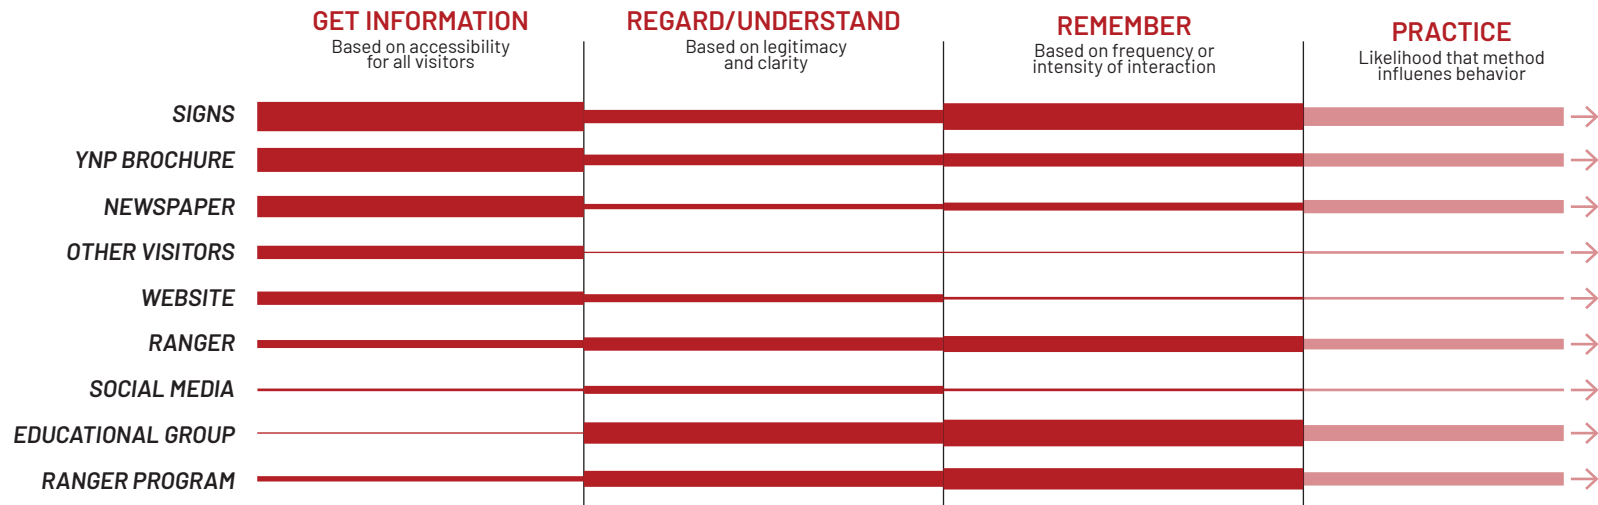 GET INFORMATION
Based on accessibility
for all visitors
REGARD/UNDERSTAND
Based on legitimacy
and clarity
REMEMBER
Based on frequency or
intensity of interaction
PRACTICE
Likelihood that method
influenes behavior
SIGNS
YNP BROCHURE
NEWSPAPER
OTHER VISITORS
WEBSITE
RANGER
SOCIAL MEDIA
EDUCATIONAL GROUP
RANGER PROGRAM